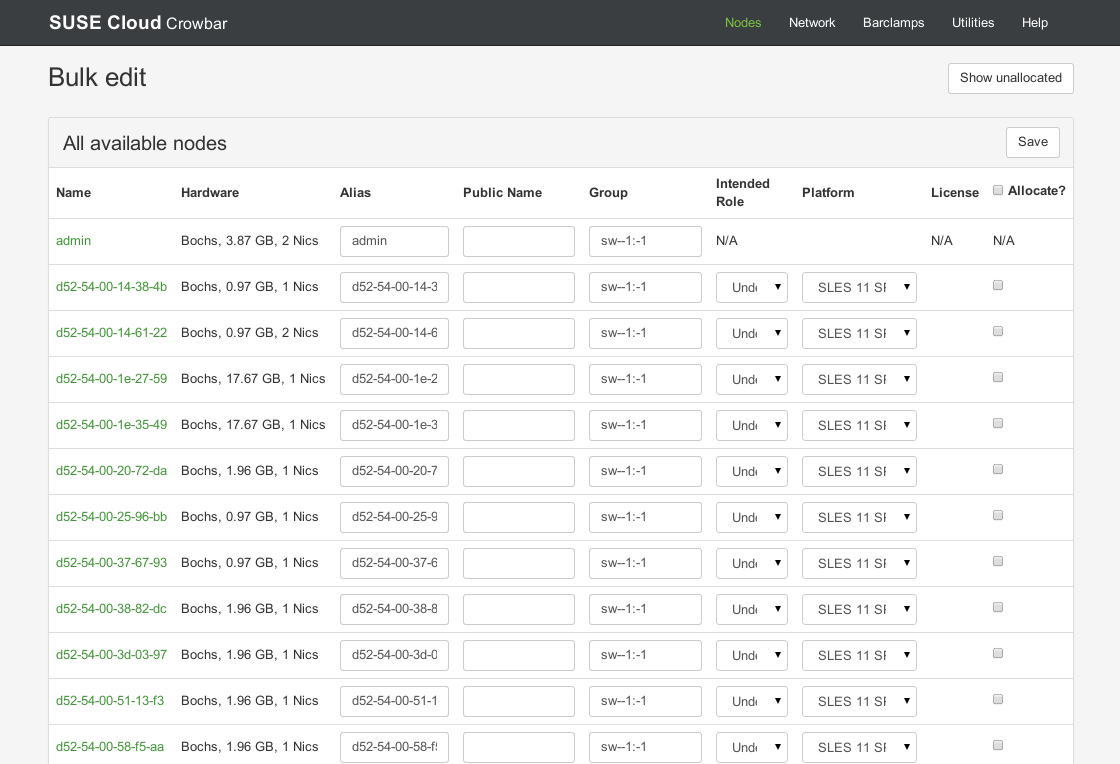 SUSE Cloud Crowbar Nodes Network Barclamps Utilities Help
Bulk edit Show unallocated
All available nodes Save
Name Hardware Alias Public Name Group Intended Role Platform License Allocate?
admin Bochs, 3.87 GB, 2 Nics admin sw--1:-1 N/A N/A N/A
d52-54-00-14-38-4b Bochs, 0.97 GB, 1 Nics d52-54-00-14-3 sw--1:-1 Unde SLES 11 SP
d52-54-00-14-61-22 Bochs, 0.97 GB, 2 Nics d52-54-00-14-6 sw--1:-1 Unde SLES 11 SP
d52-54-00-1e-27-59 Bochs, 17.67 GB, 1 Nics d52-54-00-1e-2 sw--1:-1 Unde SLES 11 SP
d52-54-00-1e-35-49 Bochs, 17.67 GB, 1 Nics d52-54-00-1e-3 sw--1:-1 Unde SLES 11 SP
d52-54-00-20-72-da Bochs, 1.96 GB, 1 Nics d52-54-00-20-7 sw--1:-1 Unde SLES 11 SP
d52-54-00-25-96-bb Bochs, 0.97 GB, 1 Nics d52-54-00-25-9 sw--1:-1 Unde SLES 11 SP
d52-54-00-37-67-93 Bochs, 0.97 GB, 1 Nics d52-54-00-37-6 sw--1:-1 Unde SLES 11 SP
d52-54-00-38-82-dc Bochs, 1.96 GB, 1 Nics d52-54-00-38-8 sw--1:-1 Unde SLES 11 SP
d52-54-00-3d-03-97 Bochs, 1.96 GB, 1 Nics d52-54-00-3d-0 sw--1:-1 Unde SLES 11 SP
d52-54-00-51-13-f3 Bochs, 1.96 GB, 1 Nics d52-54-00-51-1 sw--1:-1 Unde SLES 11 SP
d52-54-00-58-f5-aa Bochs, 1.96 GB, 1 Nics d52-54-00-58-f5 sw--1:-1 Unde SLES 11 SP